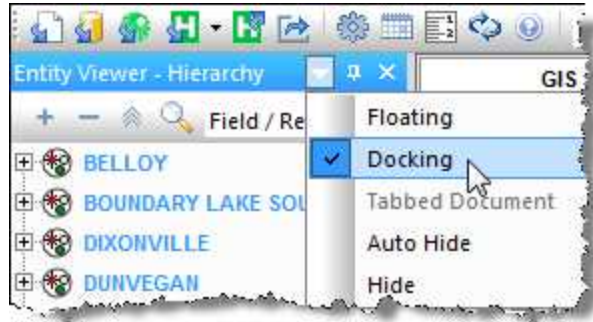 Entity Viewer - Hierarchy
GIS
Field / Re
Floating
BELLOY
Docking
BOUNDARY LAKE SOU
Tabbed Document
DIXONVILLE
Auto Hide
DUNVEGAN
Hide